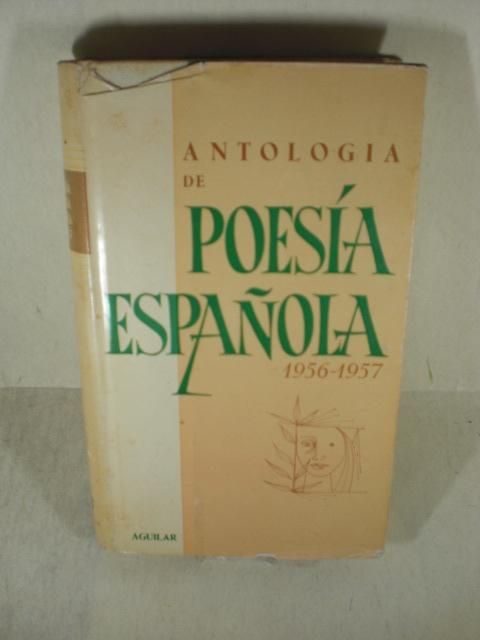 ANTOLOGIA
DE
POESÍA
ESPAÑOLA
1956-1957
AGUILAR